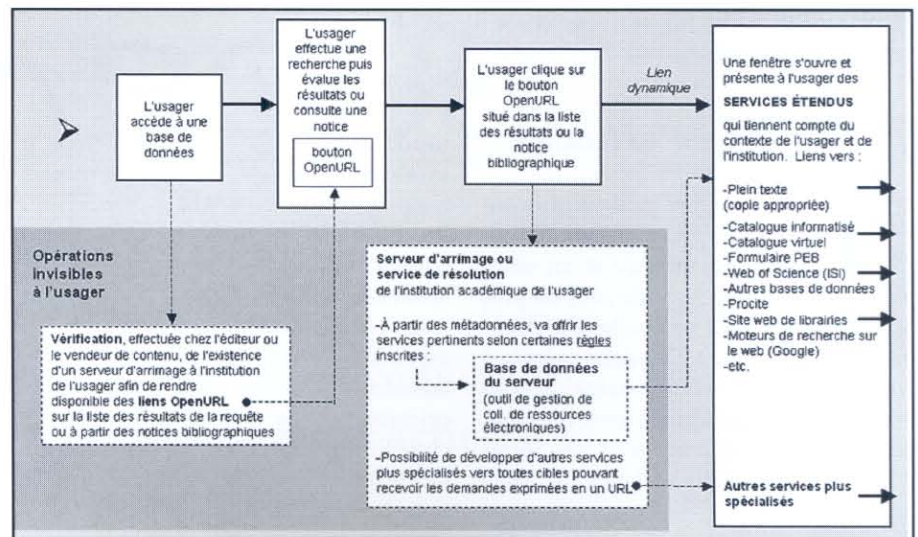 L'usager
accède à une
base de
données
L'usager
effectue une
recherche puis
évalue les
résultats ou
consulte une
notice
bouton
OpenURL
L'usager clique sur
le bouton
OpenURL
situé dans la liste
des résultats ou la
notice
bibliographique
Lien
dynamique
Une fenêtre s'ouvre et
présente à l'usager des
SERVICES ÉTENDUS
qui tiennent compte du
contexte de l'usager et de
l'institution. Liens vers :
-Plein texte
(copie appropriée)
-Catalogue informatisé
-Catalogue virtuel
-Formulaire PEB
-Web of Science (ISI)
-Autres bases de données
-Procite
-Site web de librairies
-Moteurs de recherche sur
le web (Google)
-etc.
Autres services plus
spécialisés
Opérations
invisibles
à l'usager
Vérification, effectuée chez l'éditeur ou
le vendeur de contenu, de l'existence
d'un serveur d'arrimage à l'institution
de l'usager afin de rendre
disponible des liens OpenURL
sur la liste des résultats de la requête
ou à partir des notices bibliographiques
Serveur d'arrimage ou
service de résolution
de l'institution académique de l'usager
-À partir des métadonnées, va offrir les
services pertinents selon certaines règles
inscrites :
Base de données
du serveur
(outil de gestion de
coll. de ressources
électroniques)
-Possibilité de développer d'autres services
plus spécialisés vers toutes cibles pouvant
recevoir les demandes exprimées en un URL